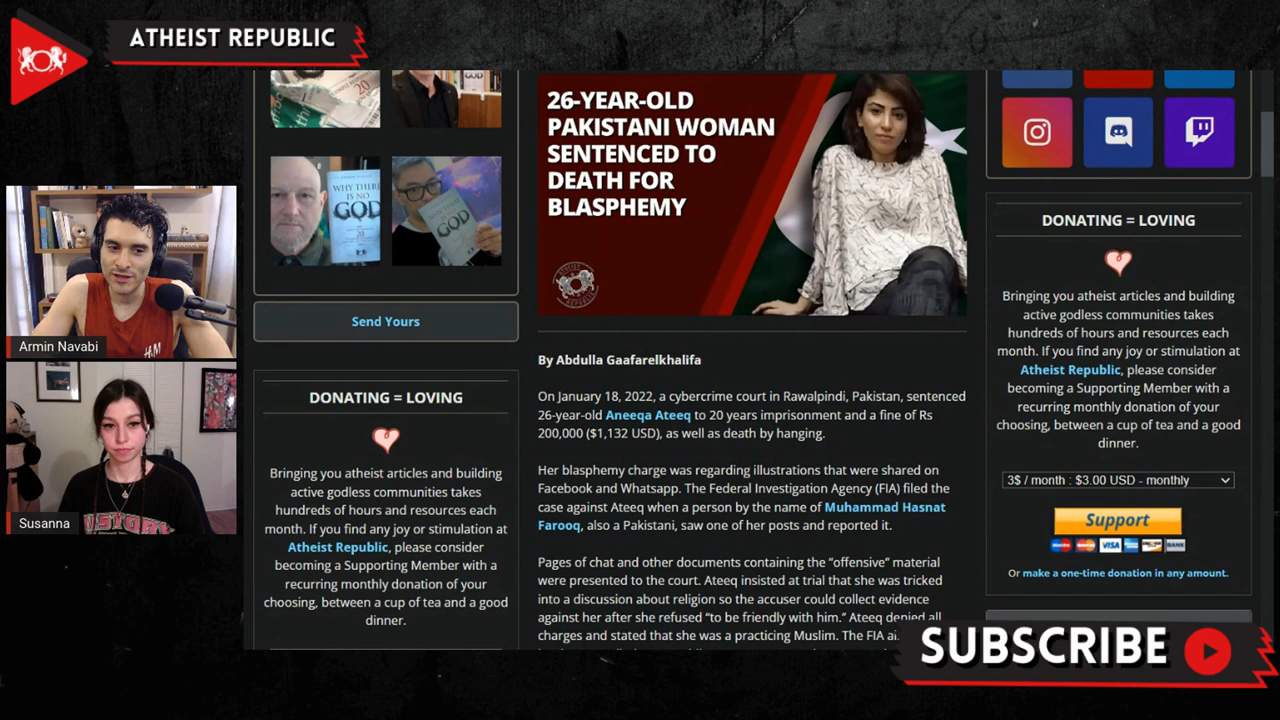 ATHEIST REPUBLIC
Armin Navabi
Susanna
WHY THERE
IS NO
GOD
20
Send Yours
DONATING = LOVING
Bringing you atheist articles and building
active godless communities takes
hundreds of hours and resources each
month. If you find any joy or stimulation at
Atheist Republic, please consider
becoming a Supporting Member with a
recurring monthly donation of your
choosing, between a cup of tea and a good
dinner.
26-YEAR-OLD
PAKISTANI WOMAN
SENTENCED TO
DEATH FOR
BLASPHEMY
By Abdulla Gaafarelkhalifa
On January 18, 2022, a cybercrime court in Rawalpindi, Pakistan, sentenced
26-year-old Aneeqa Ateeq to 20 years imprisonment and a fine of Rs
200,000 ($1,132 USD), as well as death by hanging.
Her blasphemy charge was regarding illustrations that were shared on
Facebook and Whatsapp. The Federal Investigation Agency (FIA) filed the
case against Ateeq when a person by the name of Muhammad Hasnat
Farooq, also a Pakistani, saw one of her posts and reported it.
Pages of chat and other documents containing the “offensive” material
were presented to the court. Ateeq insisted at trial that she was tricked
into a discussion about religion so the accuser could collect evidence
against her after she refused “to be friendly with him.” Ateeq denied all
charges and stated that she was a practicing Muslim. The FIA
DONATING = LOVING
Bringing you atheist articles and building
active godless communities takes
hundreds of hours and resources each
month. If you find any joy or stimulation at
Atheist Republic, please consider
becoming a Supporting Member with a
recurring monthly donation of your
choosing, between a cup of tea and a good
dinner.
3$ / month : $3.00 USD - monthly
Support
VISA
BANK
Or make a one-time donation in any amount.
SUBSCRIBE